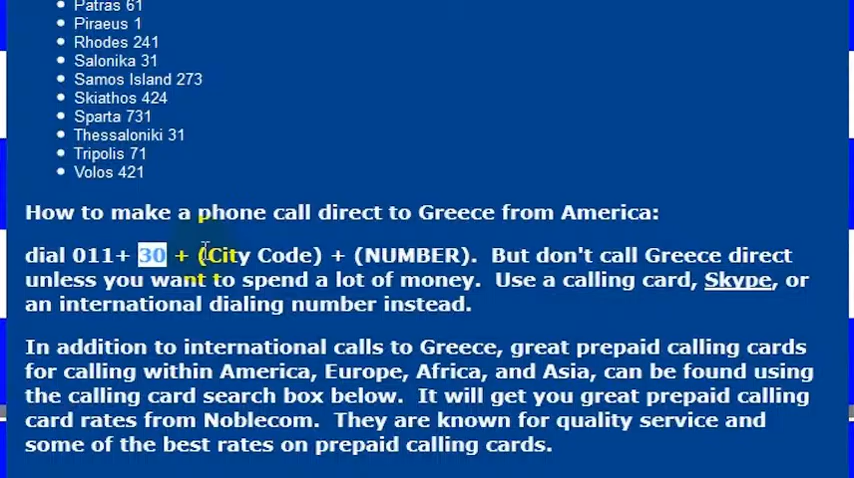 Patras 61
Piraeus 1
Rhodes 241
Salonika 31
Samos Island 273
Skiathos 424
Sparta 731
Thessaloniki 31
Tripolis 71
Volos 421
How to make a phone call direct to Greece from America:
dial 011+ 30 + (City Code) + (NUMBER).  But don't call Greece direct
unless you want to spend a lot of money.  Use a calling card, Skype, or
an international dialing number instead.
In addition to international calls to Greece, great prepaid calling cards
for calling within America, Europe, Africa, and Asia, can be found using
the calling card search box below.  It will get you great prepaid calling
card rates from Noblecom.  They are known for quality service and
some of the best rates on prepaid calling cards.